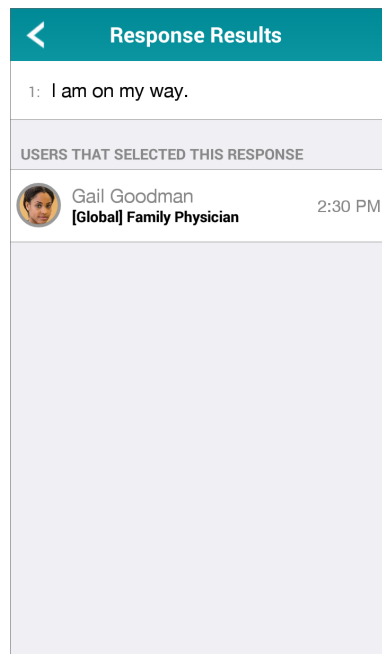 Response Results
1: I am on my way.
USERS THAT SELECTED THIS RESPONSE
Gail Goodman
2:30 PM
[Global] Family Physician